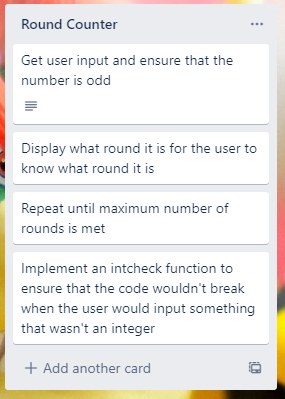 Round Counter
Get user input and ensure that the
number is odd
Display what round it is for the user to
know what round it is
Repeat until maximum number of
rounds is met
Implement an intcheck function to
ensure that the code wouldn't break
when the user would input something
that wasn't an integer
Add another card